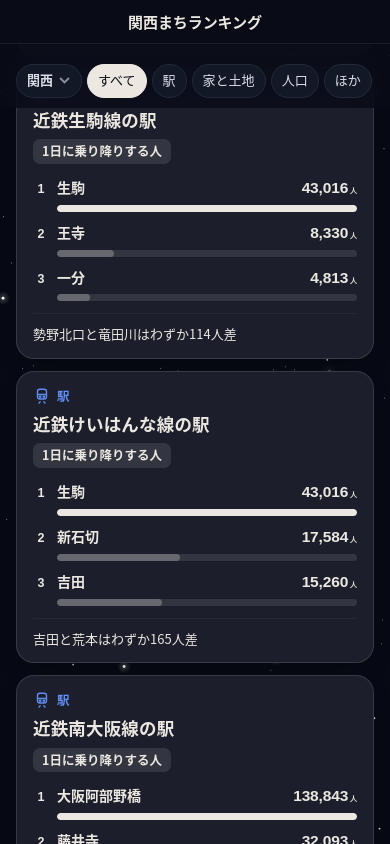 関西まちランキング
関西 すべて 駅 家と土地 人口 ほか
近鉄生駒線の駅
1日に乗り降りする人
1 生駒 43,016人
2 王寺 8,330人
3 一分 4,813人
勢野北口と竜田川はわずか114人差
駅
近鉄けいはんな線の駅
1日に乗り降りする人
1 生駒 43,016人
2 新石切 17,584人
3 吉田 15,260人
吉田と荒本はわずか165人差
駅
近鉄南大阪線の駅
1日に乗り降りする人
1 大阪阿部野橋 138,843人
2 藤井寺 32,093人